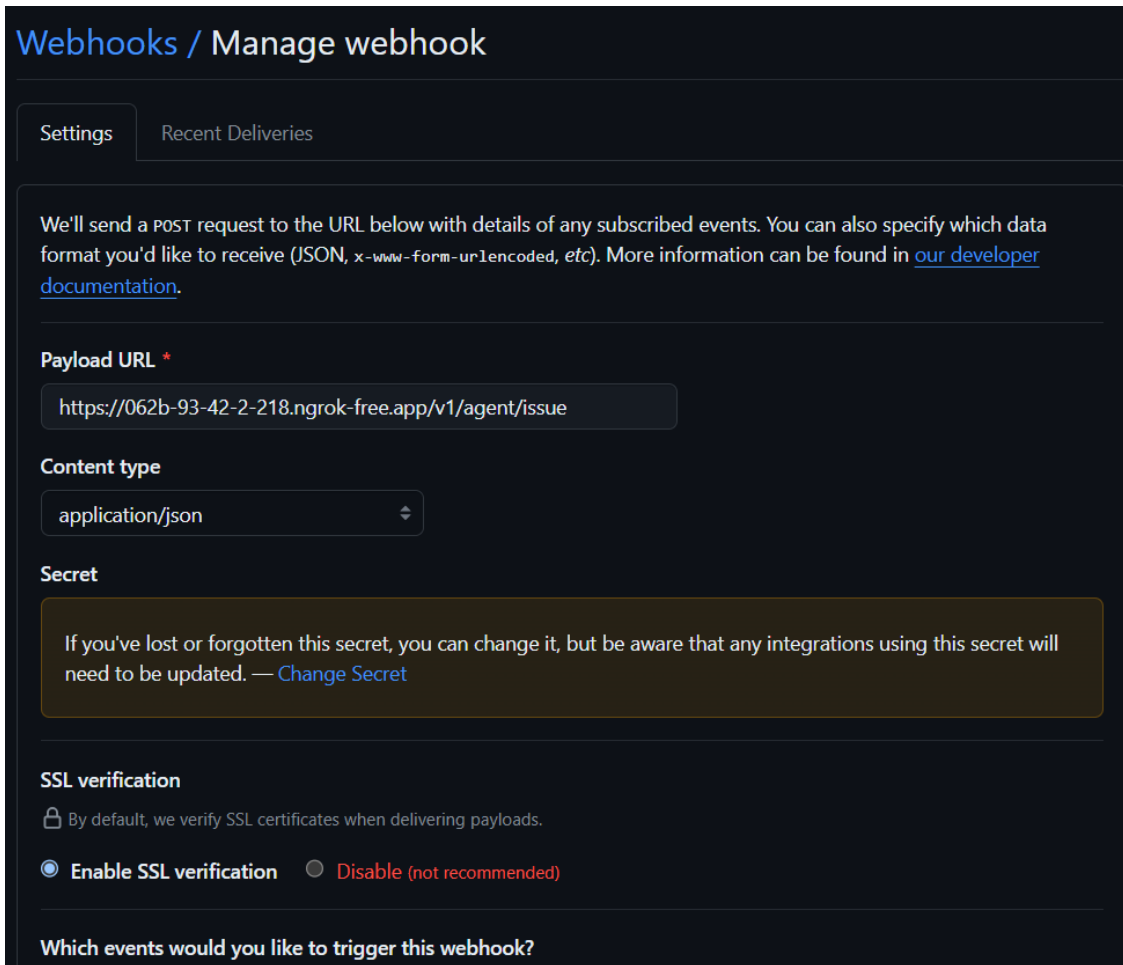 Webhooks / Manage webhook
Settings
Recent Deliveries
We'll send a POST request to the URL below with details of any subscribed events. You can also specify which data
format you'd like to receive (JSON, x-www-form-urlencoded, etc). More information can be found in our developer
documentation.
Payload URL *
https://062b-93-42-2-218.ngrok-free.app/v1/agent/issue
Content type
application/json
Secret
If you've lost or forgotten this secret, you can change it, but be aware that any integrations using this secret will
need to be updated. — Change Secret
SSL verification
By default, we verify SSL certificates when delivering payloads.
Enable SSL verification
Disable (not recommended)
Which events would you like to trigger this webhook?